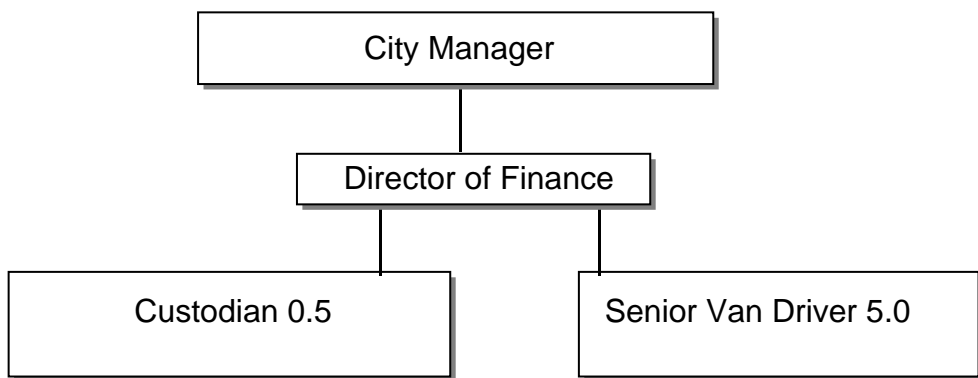 City Manager
Director of Finance
Custodian 0.5
Senior Van Driver 5.0